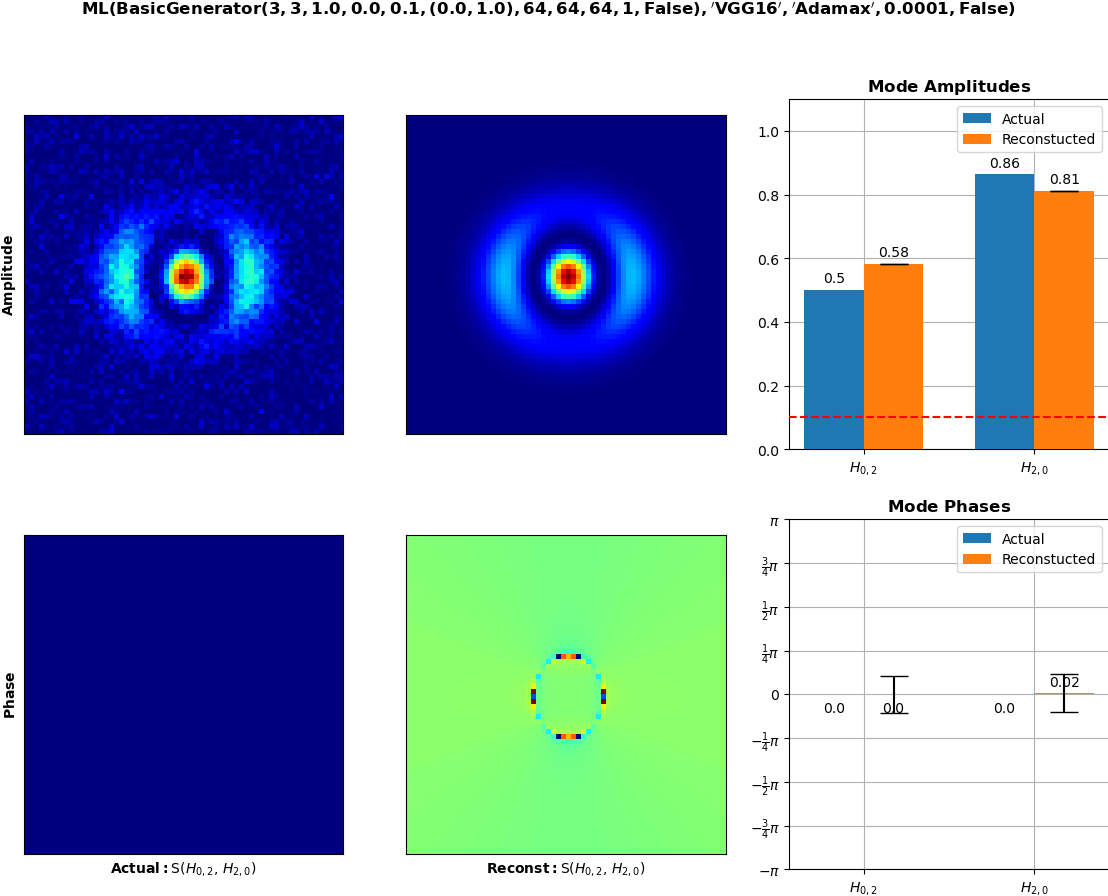 ML(BasicGenerator(3, 3, 1.0, 0.0, 0.1, (0.0, 1.0), 64, 64, 64, 1, False), ′VGG16′, ′Adamax′, 0.0001, False)
Mode Amplitudes
Actual
Reconstucted
1.0
0.8
0.6
0.4
0.2
0.0
0.5
0.58
0.86
0.81
H0, 2
H2, 0
Amplitude
Mode Phases
Actual
Reconstucted
π
3/4π
1/2π
1/4π
0
−1/4π
−1/2π
−3/4π
−π
0.0
0.0
0.0
0.02
H0, 2
H2, 0
Phase
Actual: S(H0, 2, H2, 0)
Reconst: S(H0, 2, H2, 0)